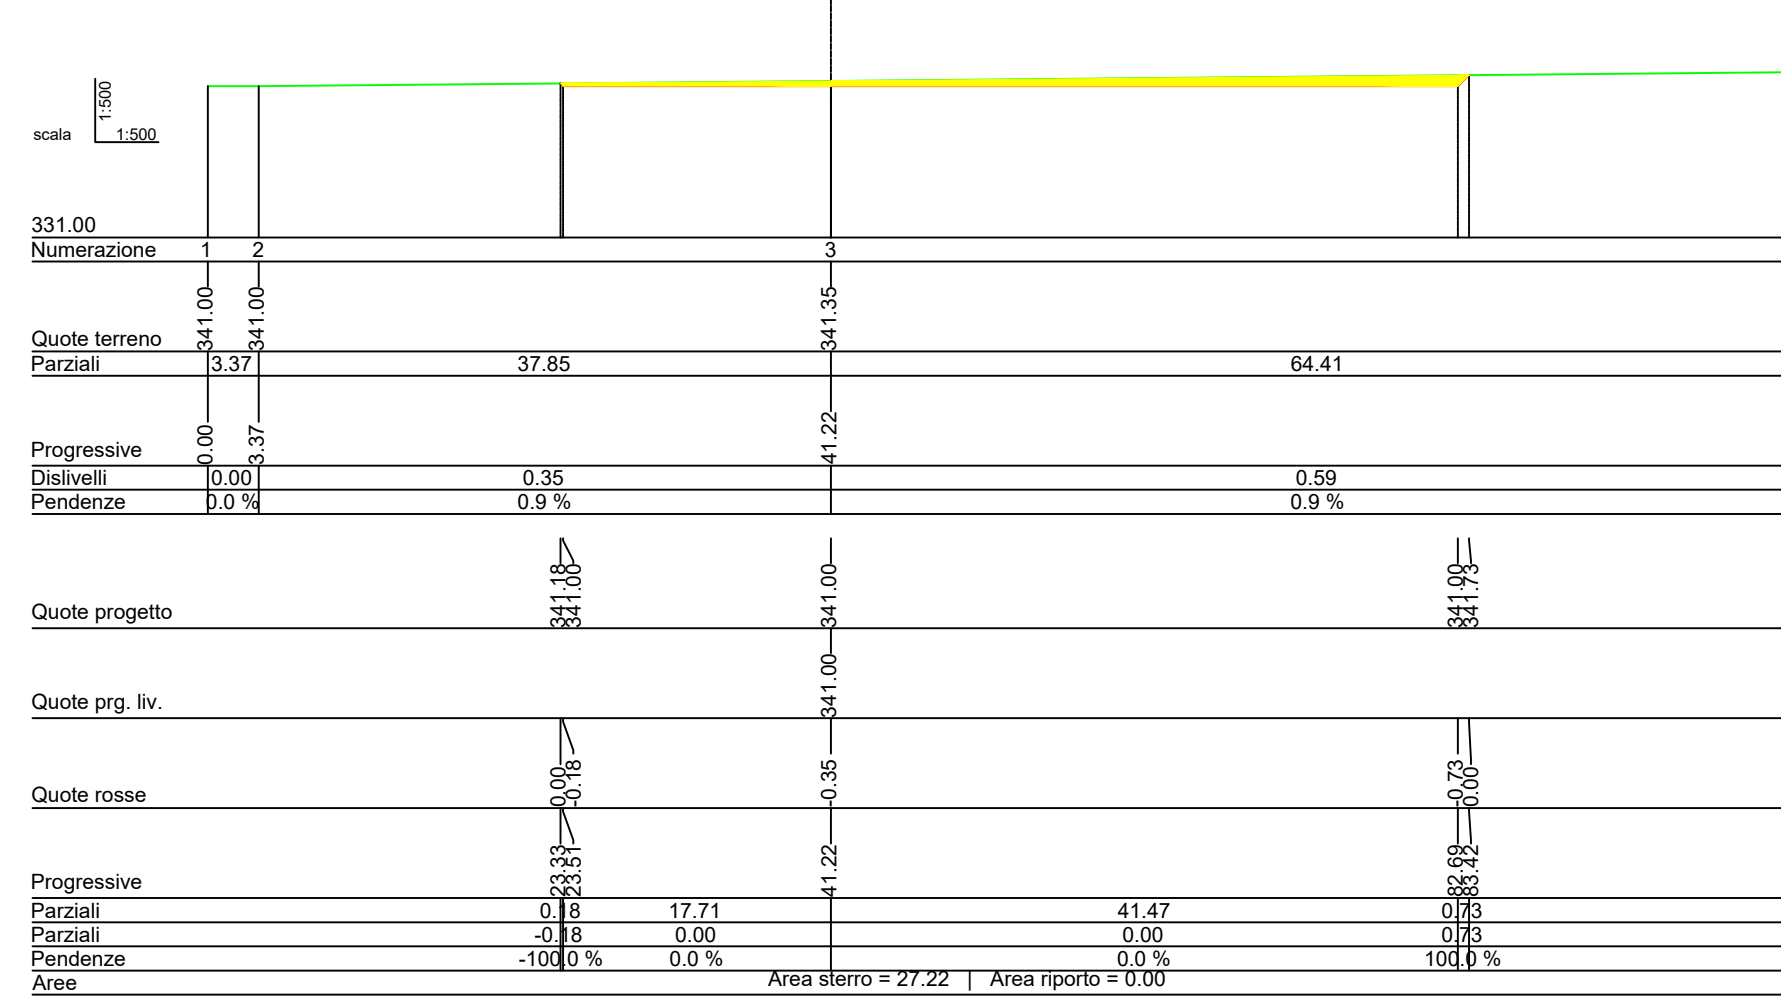 1:500
scala 1:500
331.00
Numerazione 1 2 3
Quote terreno 341.00 341.00 341.35
Parziali 3.37 37.85 64.41
Progressive 0.00 3.37 41.22
Dislivelli 0.00 0.35 0.59
Pendenze 0.0 % 0.9 % 0.9 %
Quote progetto 341.18 341.00 341.00 341.00 341.73
Quote prg. liv. 341.00
Quote rosse 0.00 -0.18 -0.35 -0.73 0.00
Progressive 23.33 23.51 41.22 82.69 83.42
Parziali 0.18 17.71 41.47 0.73
Parziali -0.18 0.00 0.00 0.73
Pendenze -100.0 % 0.0 % 0.0 % 100.0 %
Aree Area sterro = 27.22 | Area riporto = 0.00